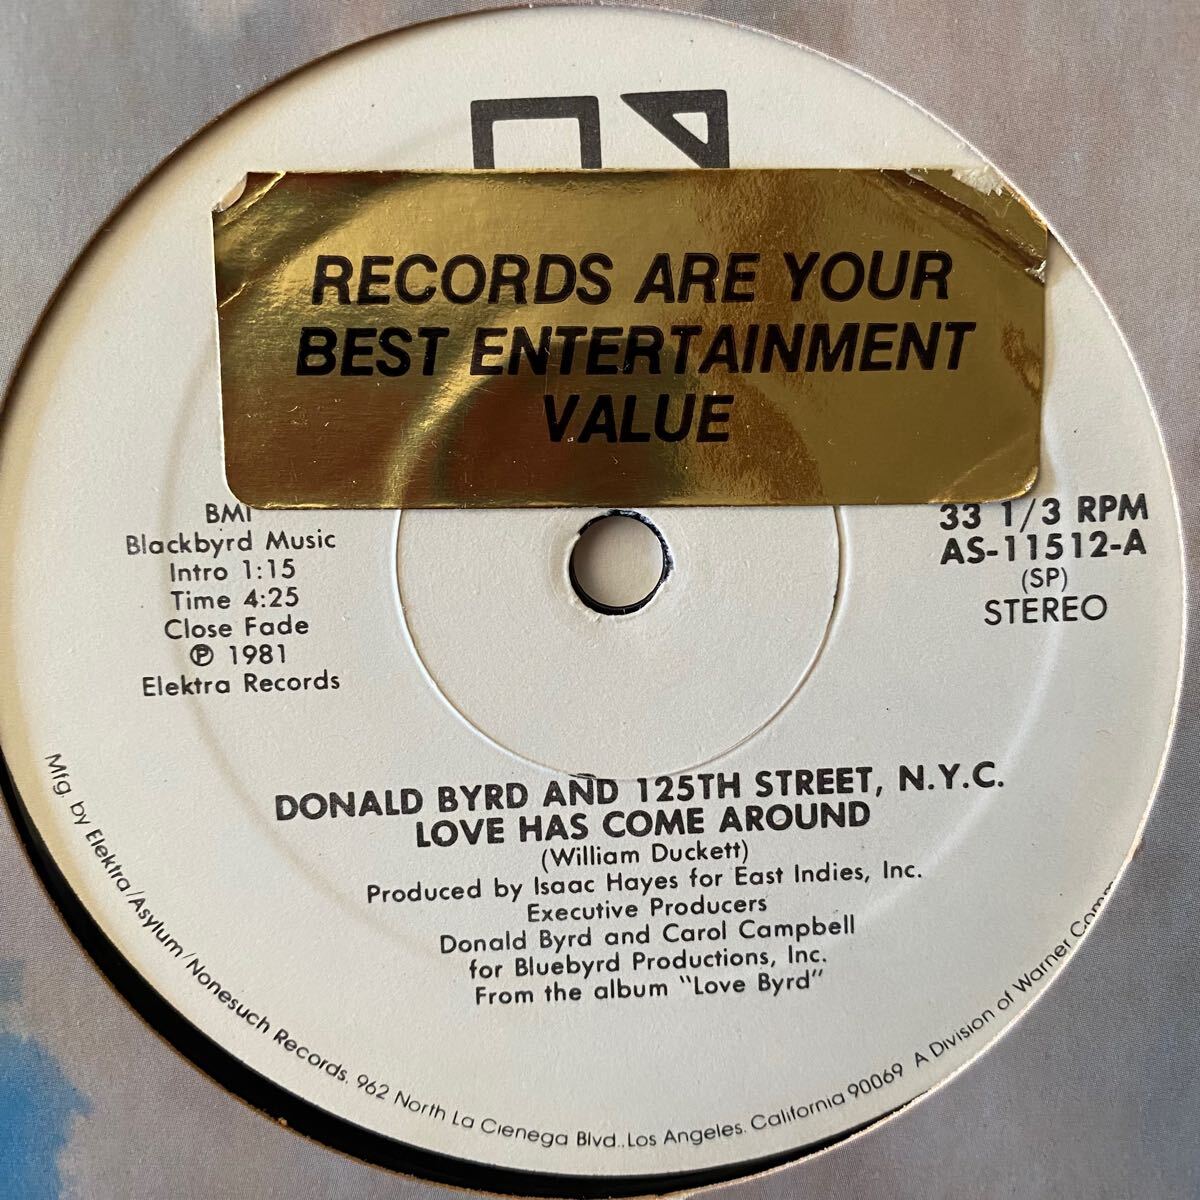 RECORDS ARE YOUR
BEST ENTERTAINMENT
VALUE
BMI
Blackbyrd Music
Intro 1:15
Time 4:25
Close Fade
℗ 1981
Elektra Records
33 1/3 RPM
AS-11512-A
(SP)
STEREO
DONALD BYRD AND 125TH STREET, N.Y.C.
LOVE HAS COME AROUND
(William Duckett)
Produced by Isaac Hayes for East Indies, Inc.
Executive Producers
Donald Byrd and Carol Campbell
for Bluebyrd Productions, Inc.
From the album "Love Byrd"
Mfg. by Elektra/Asylum/Nonesuch Records. 962 North La Cienega Blvd., Los Angeles. California 90069 A Division of Warner